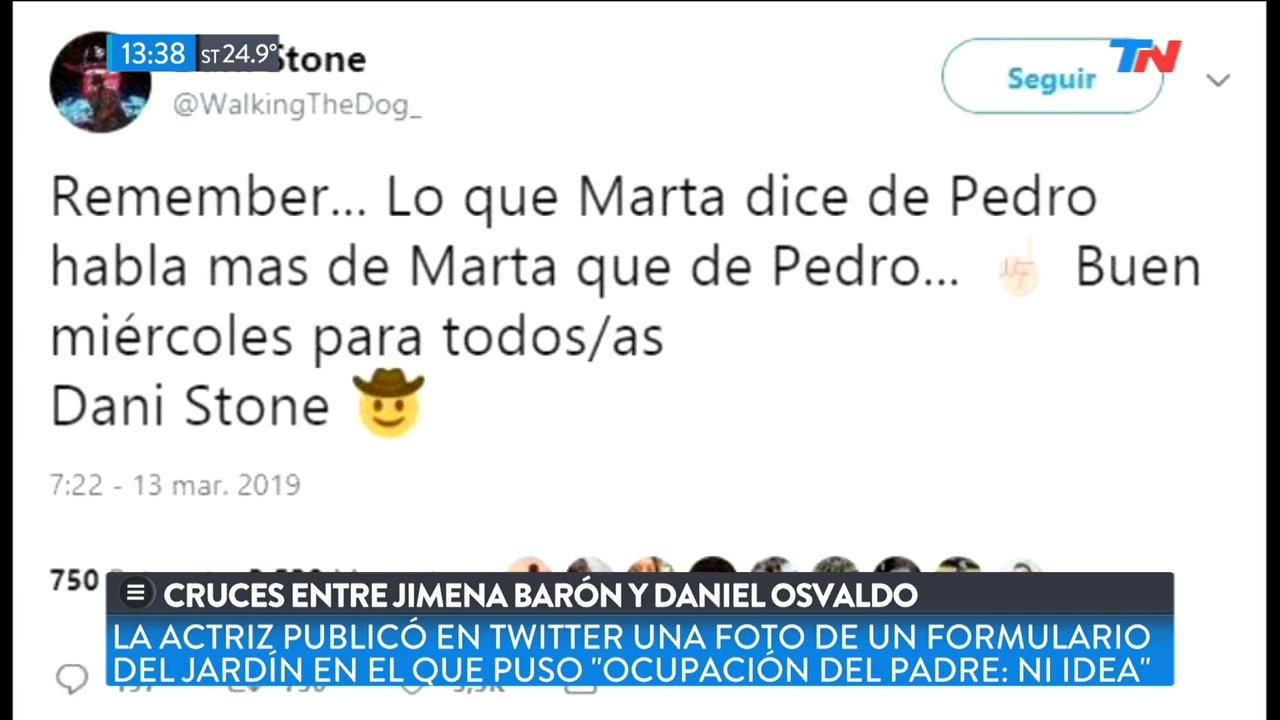 13:38 ST 24.9°
Stone
@WalkingTheDog_
Seguir
TN
Remember... Lo que Marta dice de Pedro
habla mas de Marta que de Pedro... Buen
miércoles para todos/as
Dani Stone
7:22 - 13 mar. 2019
750
CRUCES ENTRE JIMENA BARÓN Y DANIEL OSVALDO
LA ACTRIZ PUBLICÓ EN TWITTER UNA FOTO DE UN FORMULARIO
DEL JARDÍN EN EL QUE PUSO "OCUPACIÓN DEL PADRE: NI IDEA"